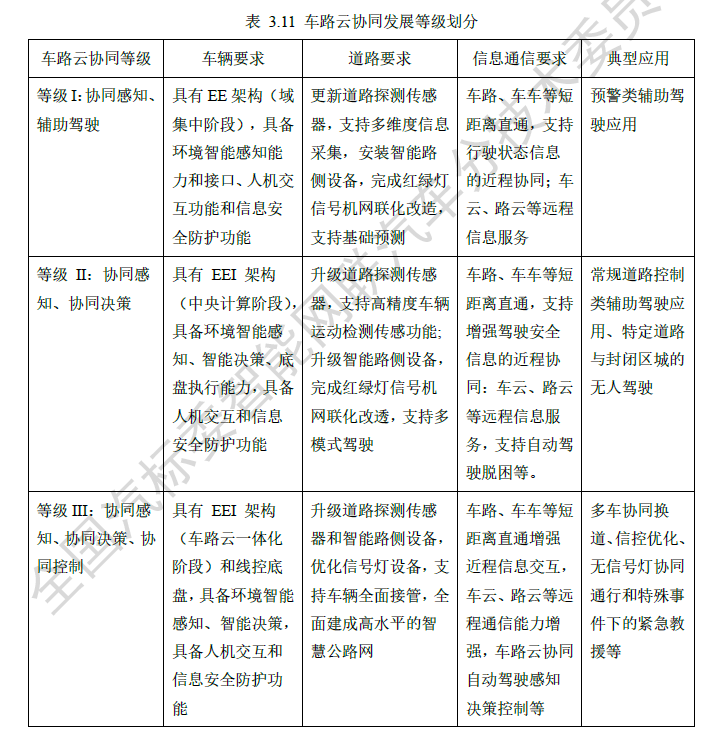 表 3.11 车路云协同发展等级划分
车路云协同等级
车辆要求
道路要求
信息通信要求
典型应用
等级 I: 协同感知、
辅助驾驶
具有 EE 架构（域
集中阶段），具备
环境智能感知能
力和接口、人机交
互功能和信息安
全防护功能
更新道路探测传感
器，支持多维度信息
采集，安装智能路
侧设备，完成红绿灯
信号机网联化改造，
支持基础预测
车路、车车等短
距离直通，支持
行驶状态信息
的近程协同；车
云、路云等远程
信息服务
预警类辅助驾
驶应用
等级 II：协同感
知、协同决策
具有 EEI 架构
（中央计算阶段），
具备环境智能感
知、智能决策、底
盘执行能力，具备
人机交互和信息
安全防护功能
升级道路探测传感
器，支持高精度车辆
运动检测传感功能;
升级智能路侧设备，
完成红绿灯信号机
网联化改透，支持多
模式驾驶
车路、车车等短
距离直通，支持
增强驾驶安全
信息的近程协
同：车云、路云
等远程信息服
务，支持自动驾
驶脱困等。
常规道路控制
类辅助驾驶应
用、特定道路
与封闭区城的
无人驾驶
等级 III：协同感
知、协同决策、协
同控制
具有 EEI 架构
（车路云一体化
阶段）和线控底
盘，具备环境智能
感知、智能决策，
具备人机交互和
信息安全防护功
能
升级道路探测传感
器和智能路侧设备，
优化信号灯设备，支
持车辆全面接管，全
面建成高水平的智
慧公路网
车路、车车等短
距离直通增强
近程信息交互，
车云、路云等远
程通信能力增
强，车路云协同
自动驾驶感知
决策控制等
多车协同换
道、信控优化、
无信号灯协同
通行和特殊事
件下的紧急救
援等
全国汽标委智能网联汽车分技术委员